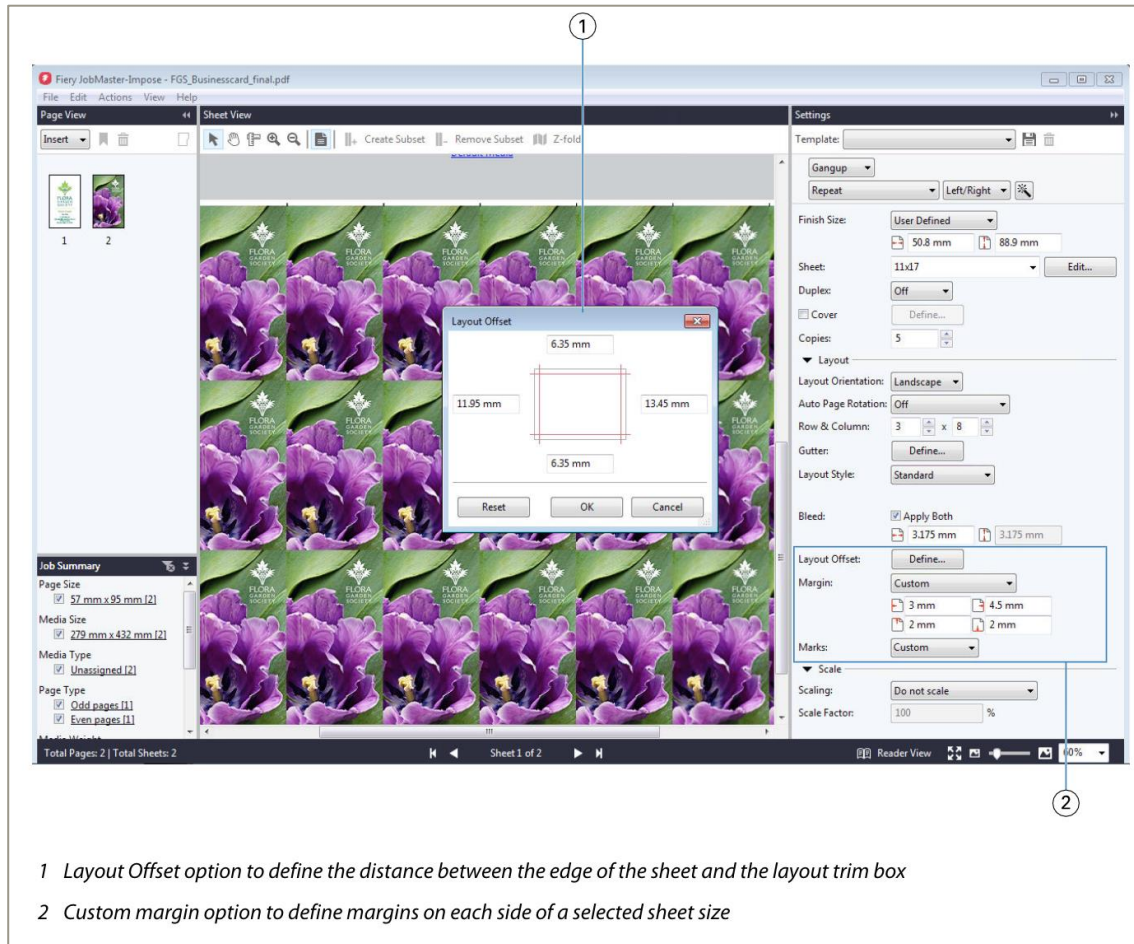 1
Fiery JobMaster-Impose - FGS_Businesscard_final.pdf
File Edit Actions View Help
Page View
Sheet View
Settings
Insert
Create Subset
Remove Subset
Z-fold
Template:
Default Media
Gangup
Repeat
Left/Right
1 2
Finish Size:
User Defined
50.8 mm
88.9 mm
Sheet:
11x17
Edit...
Duplex:
Off
Cover
Define...
Copies:
5
Layout
Layout Orientation:
Landscape
Auto Page Rotation:
Off
Row & Column:
3 x 8
Gutter:
Define...
Layout Style:
Standard
Bleed:
Apply Both
3.175 mm
3.175 mm
Layout Offset:
Define...
Margin:
Custom
3 mm
4.5 mm
2 mm
2 mm
Marks:
Custom
Scale
Scaling:
Do not scale
Scale Factor:
100 %
FLORA
GARDEN
SOCIETY
Layout Offset
6.35 mm
11.95 mm
13.45 mm
6.35 mm
Reset
OK
Cancel
Job Summary
Page Size
57 mm x 95 mm [2]
Media Size
279 mm x 432 mm [2]
Media Type
Unassigned [2]
Page Type
Odd pages [1]
Even pages [1]
Media Weight
Total Pages: 2 | Total Sheets: 2
Sheet 1 of 2
Reader View
60%
2
1 Layout Offset option to define the distance between the edge of the sheet and the layout trim box
2 Custom margin option to define margins on each side of a selected sheet size